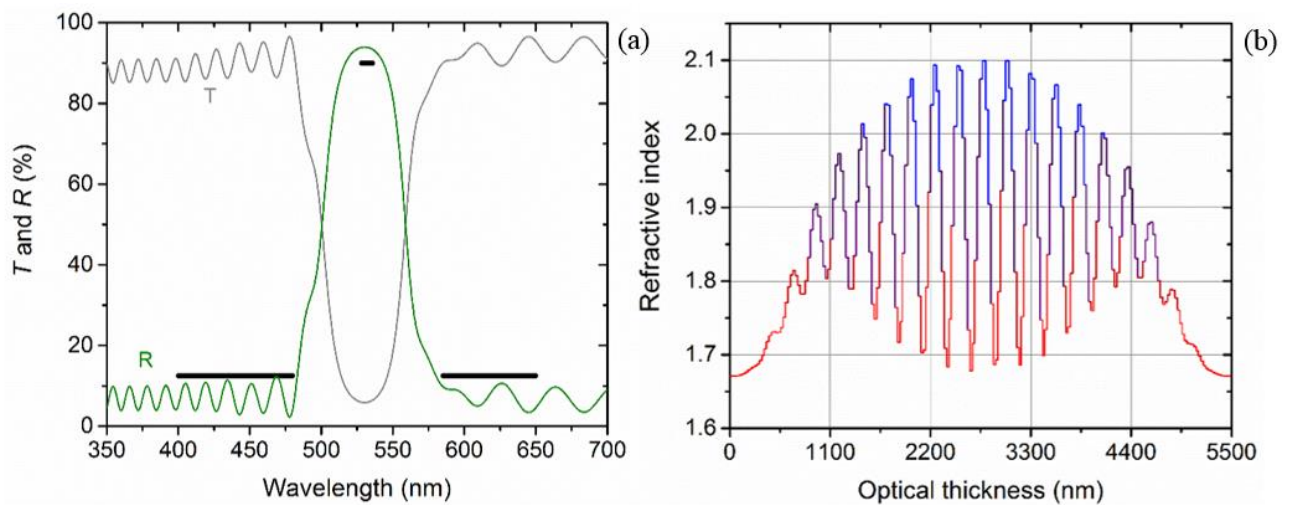 (a)
T and R (%)
100
80
60
40
20
0
T
R
350 400 450 500 550 600 650 700
Wavelength (nm)
(b)
Refractive index
2.1
2.0
1.9
1.8
1.7
1.6
0 1100 2200 3300 4400 5500
Optical thickness (nm)